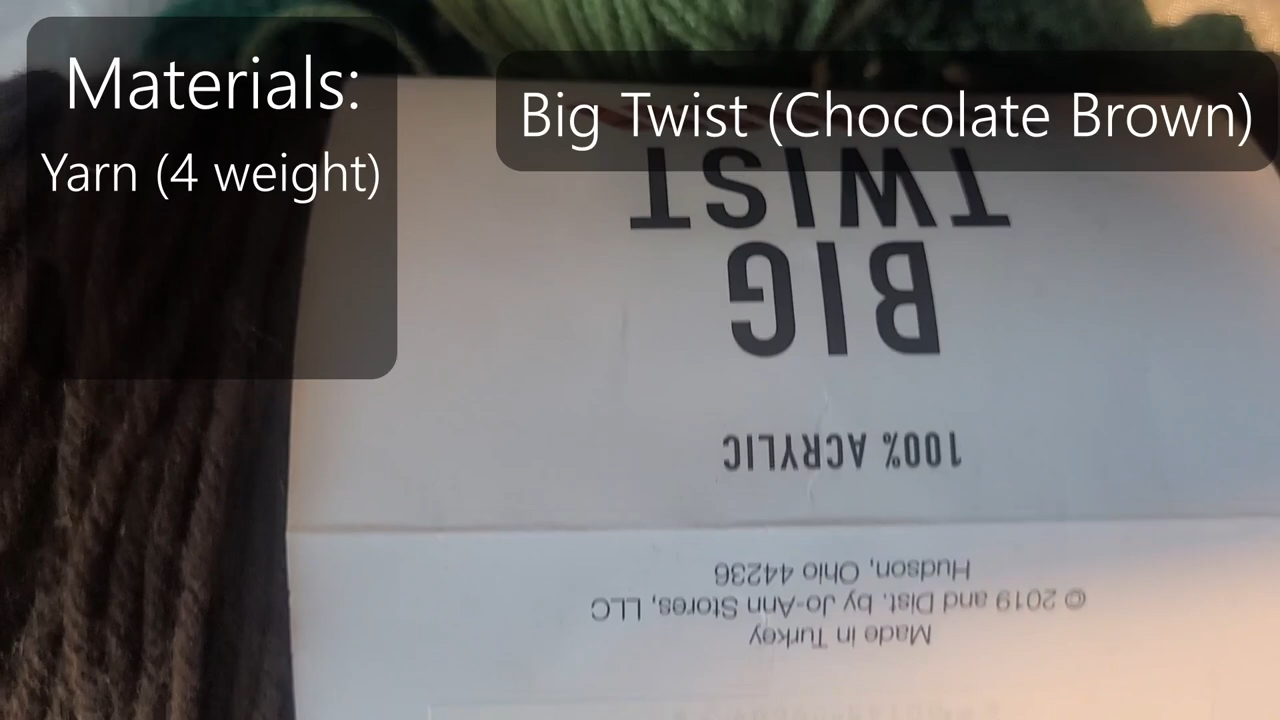 Materials:
Yarn (4 weight)
Big Twist (Chocolate Brown)
BIG
TWIST
100% ACRYLIC
Made in Turkey
© 2019 and Dist. by Jo-Ann Stores, LLC
Hudson, Ohio 44236